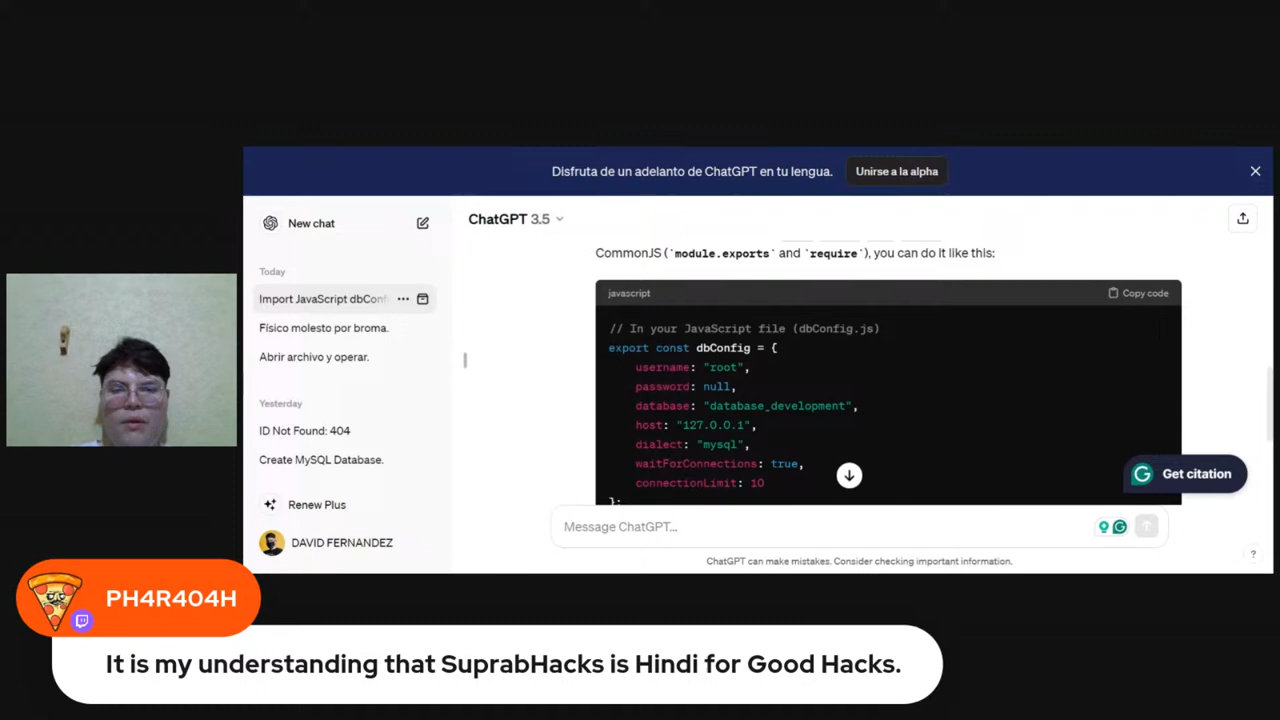 Disfruta de un adelanto de ChatGPT en tu lengua.
Unirse a la alpha
New chat
ChatGPT 3.5
Today
Import JavaScript dbConf
Físico molesto por broma.
Abrir archivo y operar.
Yesterday
ID Not Found: 404
Create MySQL Database.
Renew Plus
DAVID FERNANDEZ
CommonJS (`module.exports` and `require`), you can do it like this:
javascript
Copy code
// In your JavaScript file (dbConfig.js)
export const dbConfig = {
username: "root",
password: null,
database: "database_development",
host: "127.0.0.1",
dialect: "mysql",
waitForConnections: true,
connectionLimit: 10
};
Get citation
Message ChatGPT...
ChatGPT can make mistakes. Consider checking important information.
?
PH4R404H
It is my understanding that SuprabHacks is Hindi for Good Hacks.